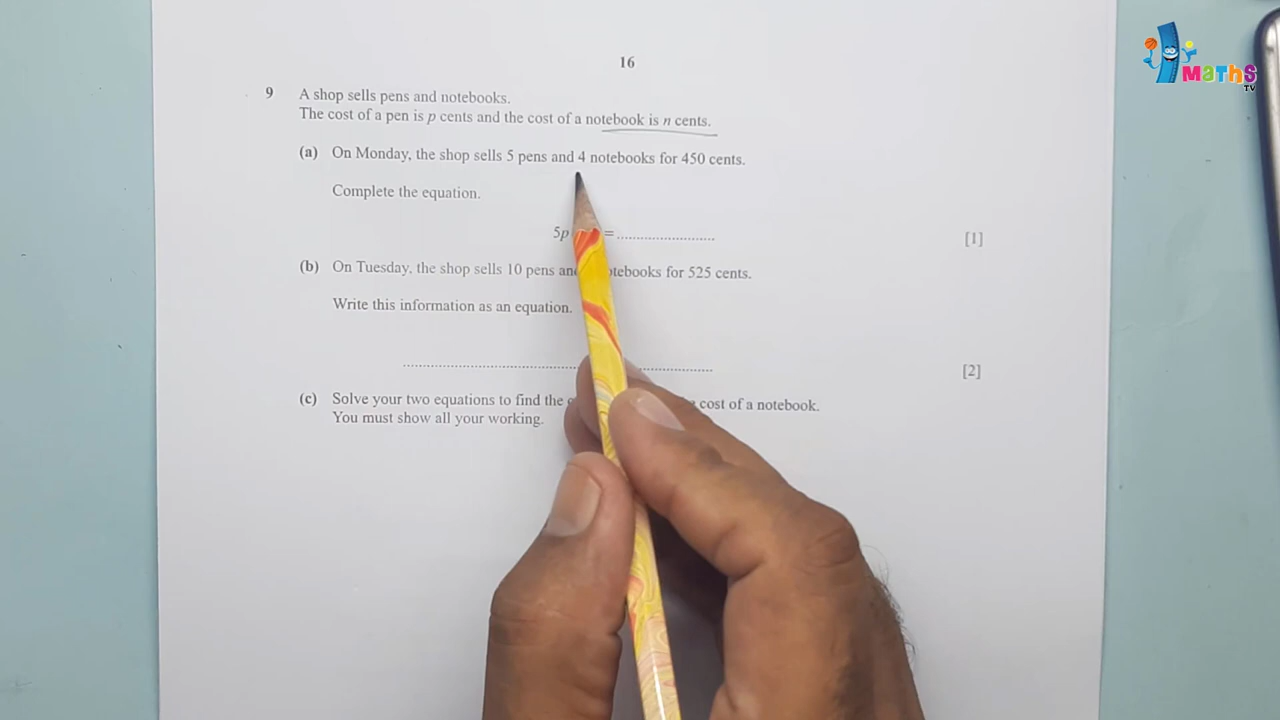 16
9 A shop sells pens and notebooks.
The cost of a pen is p cents and the cost of a notebook is n cents.
(a) On Monday, the shop sells 5 pens and 4 notebooks for 450 cents.
Complete the equation.
5p = ........................ [1]
(b) On Tuesday, the shop sells 10 pens for 525 cents.
Write this information as an equation.
[2]
(c) Solve your two equations to find the cost of a notebook.
You must show all your working.
MaTHS
TV